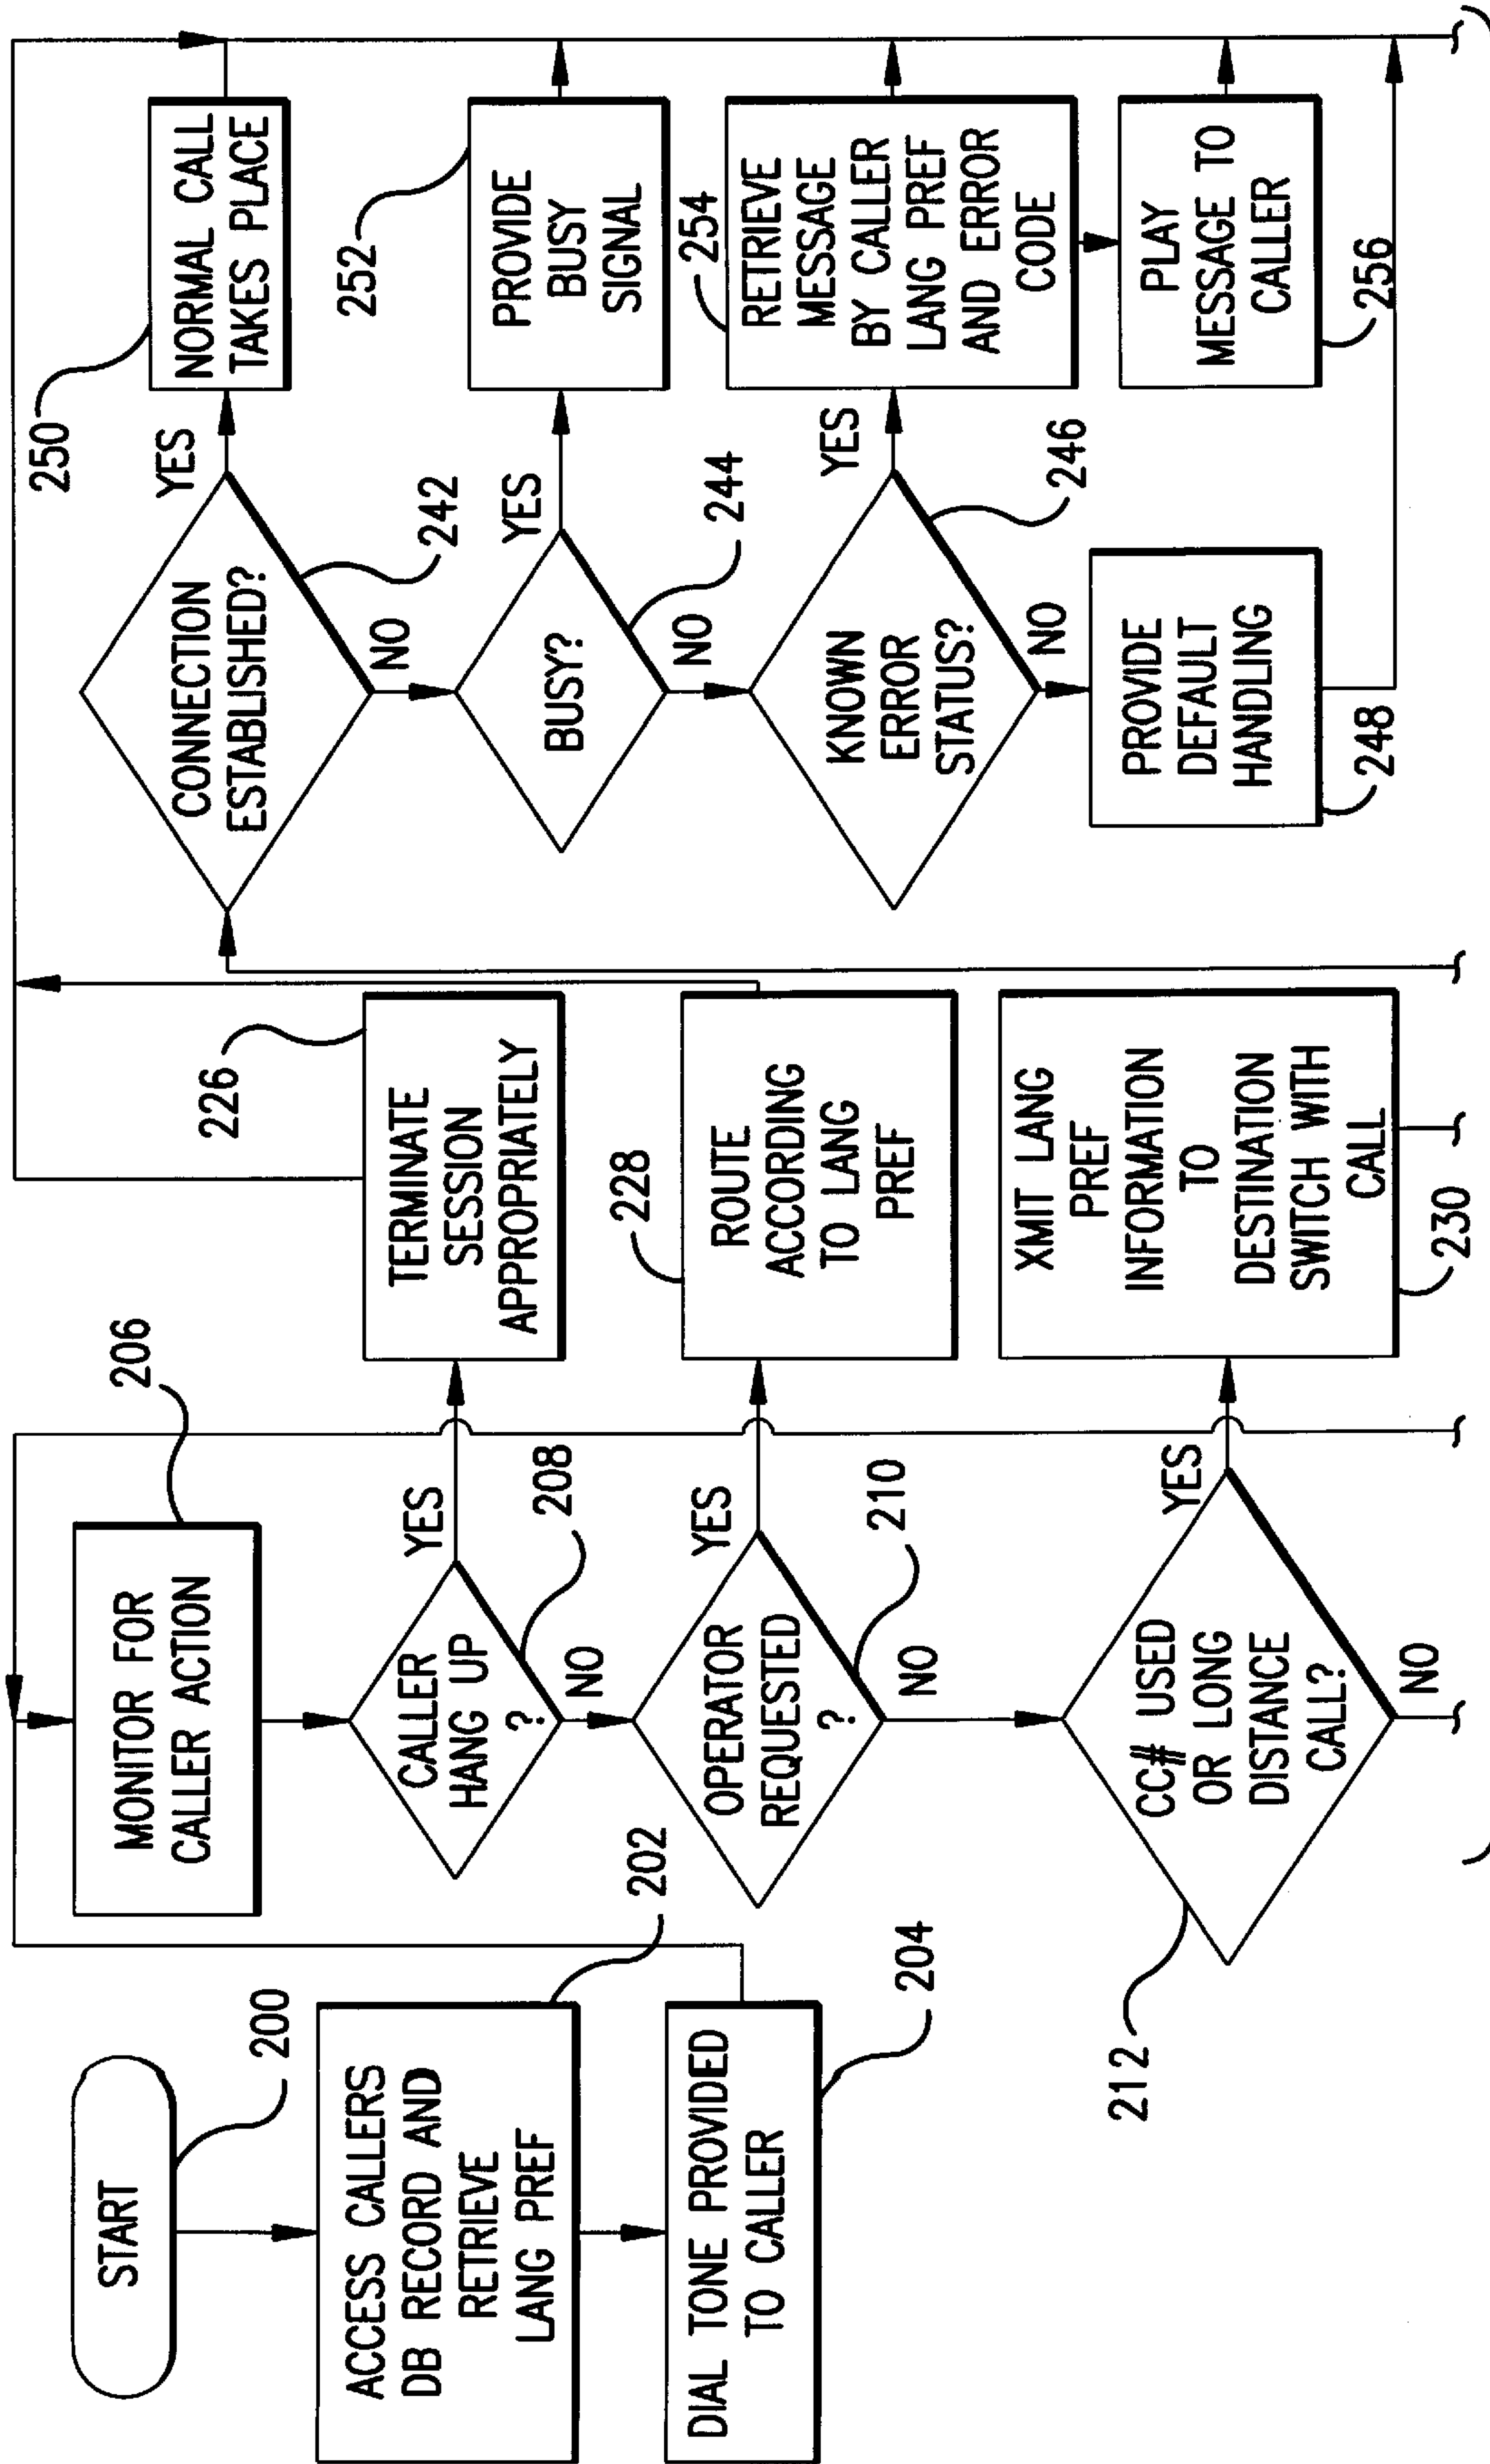 START
200
ACCESS CALLERS
DB RECORD AND
RETRIEVE
LANG PREF
202
DIAL TONE PROVIDED
TO CALLER
204
MONITOR FOR
CALLER ACTION
206
CALLER
HANG UP
?
208
YES
NO
OPERATOR
REQUESTED
?
210
YES
NO
CC# USED
OR LONG
DISTANCE
CALL?
212
YES
NO
TERMINATE
SESSION
APPROPRIATELY
226
ROUTE
ACCORDING
TO LANG
PREF
228
XMIT LANG
PREF
INFORMATION
TO
DESTINATION
SWITCH WITH
CALL
230
CONNECTION
ESTABLISHED?
242
YES
NO
BUSY?
244
YES
NO
KNOWN
ERROR
STATUS?
246
YES
NO
PROVIDE
DEFAULT
HANDLING
248
NORMAL CALL
TAKES PLACE
250
PROVIDE
BUSY
SIGNAL
252
RETRIEVE
MESSAGE
BY CALLER
LANG PREF
AND ERROR
CODE
254
PLAY
MESSAGE TO
CALLER
256